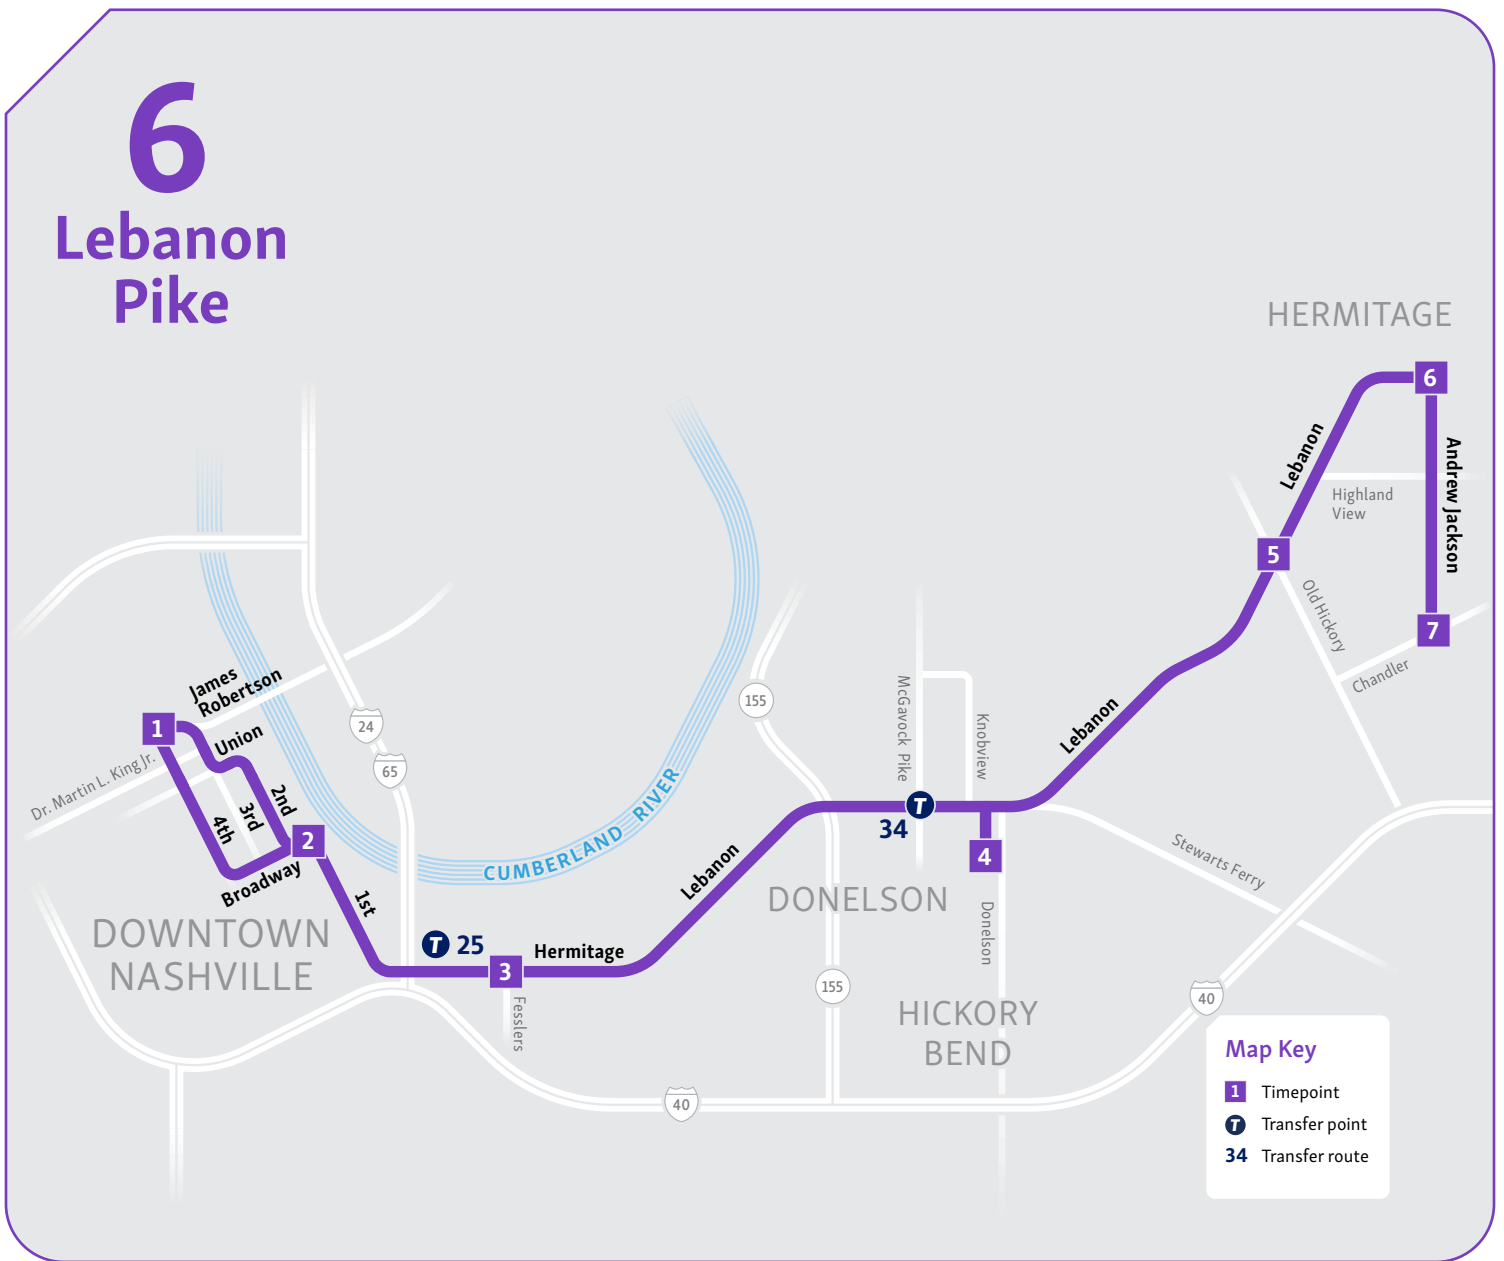 6
Lebanon
Pike
HERMITAGE
6
Lebanon
Andrew Jackson
Highland
View
5
Old Hickory
7
Chandler
James
Robertson
1
Union
Dr. Martin L. King Jr.
24
65
2nd
3rd
4th
2
Broadway
1st
CUMBERLAND RIVER
155
McGavock Pike
Knobview
Lebanon
34
4
Stewarts Ferry
Lebanon
DONELSON
Donelson
DOWNTOWN
NASHVILLE
T 25
3
Hermitage
Fesslers
T
155
HICKORY
BEND
40
40
Map Key
1 Timepoint
T Transfer point
34 Transfer route